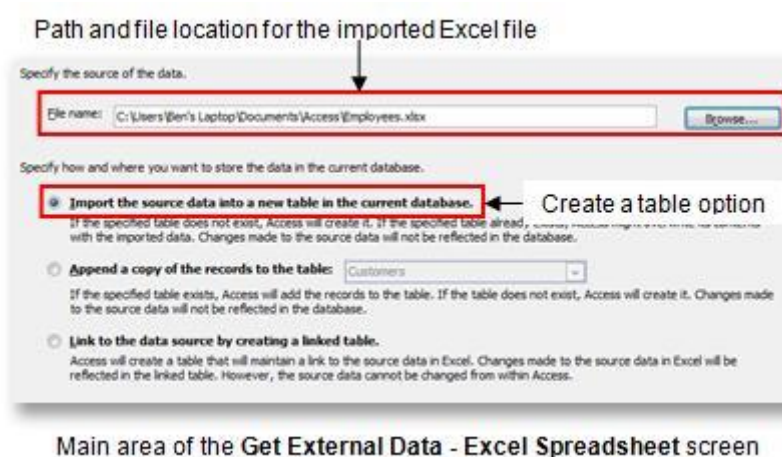 Path and file location for the imported Excel file
Specify the source of the data.
File name: C:\Users\Ben's Laptop\Documents\Access\Employees.xlsx Browse...
Specify how and where you want to store the data in the current database.
Import the source data into a new table in the current database.
Create a table option
If the specified table does not exist, Access will create it. If the specified table already
with the imported data. Changes made to the source data will not be reflected in the database.
Append a copy of the records to the table: Customers
If the specified table exists, Access will add the records to the table. If the table does not exist, Access will create it. Changes made
to the source data will not be reflected in the database.
Link to the data source by creating a linked table.
Access will create a table that will maintain a link to the source data in Excel. Changes made to the source data in Excel will be
reflected in the linked table. However, the source data cannot be changed from within Access.
Main area of the Get External Data - Excel Spreadsheet screen